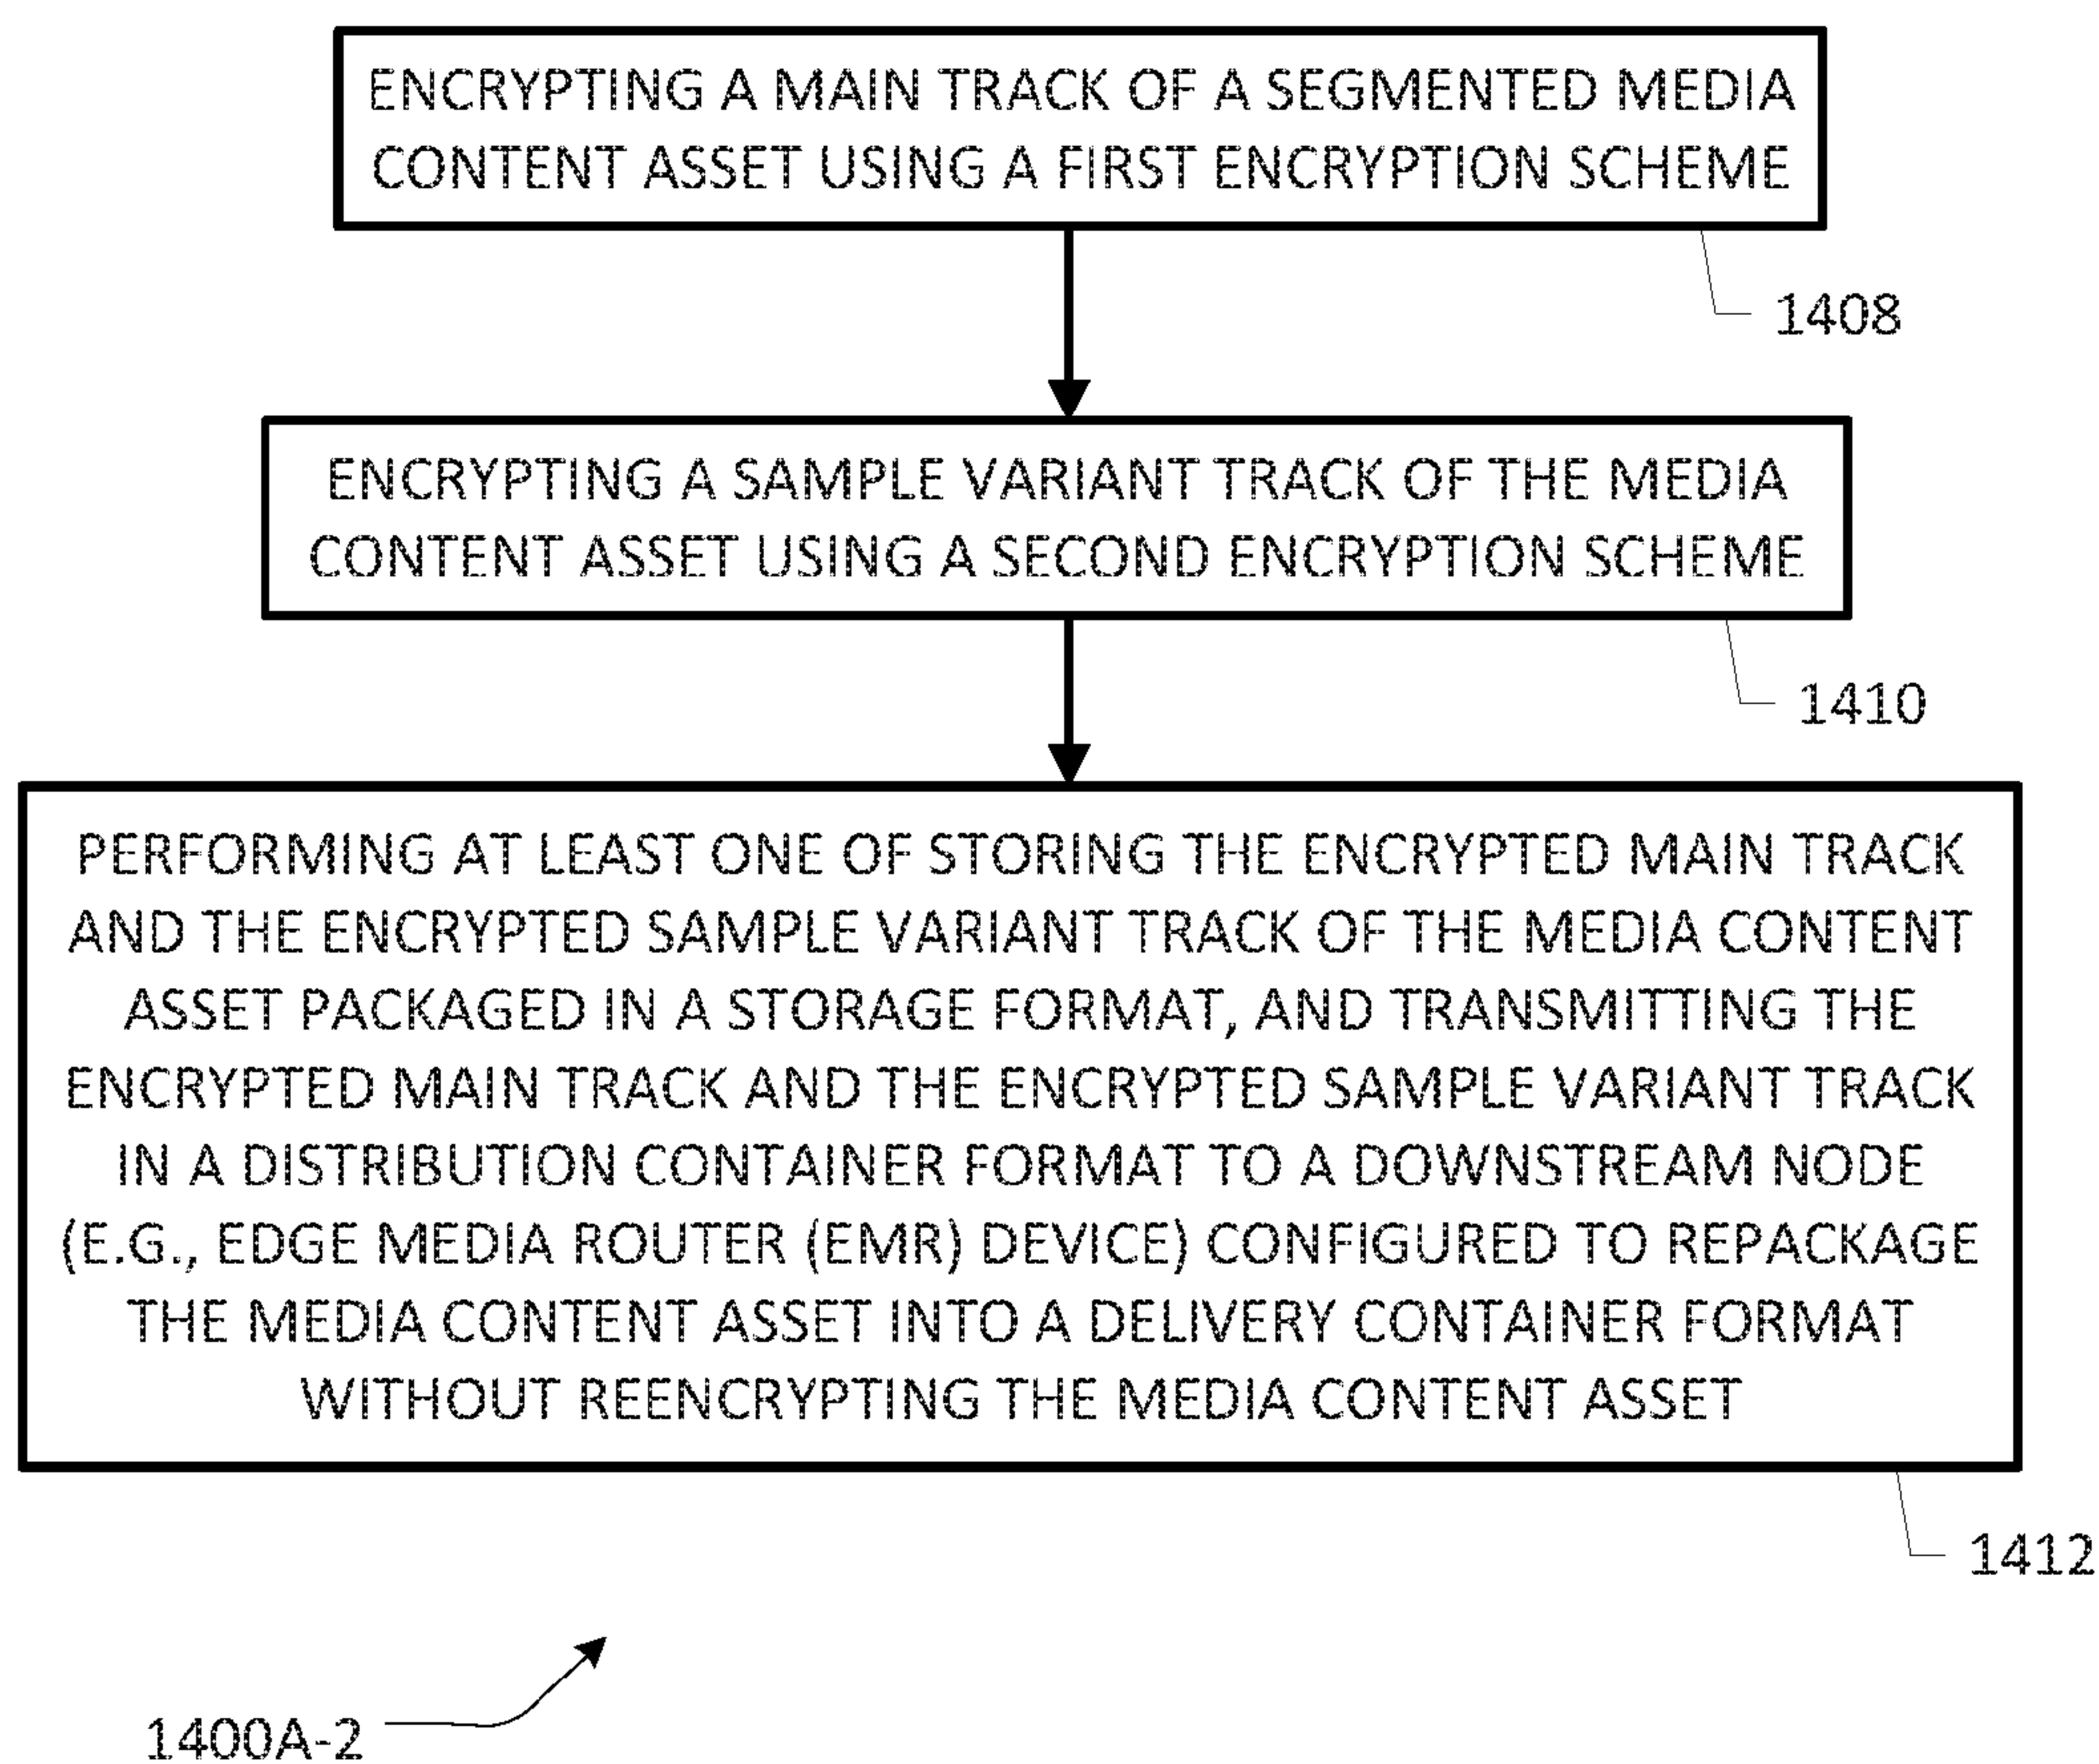 ENCRYPTING A MAIN TRACK OF A SEGMENTED MEDIA
CONTENT ASSET USING A FIRST ENCRYPTION SCHEME
1408
ENCRYPTING A SAMPLE VARIANT TRACK OF THE MEDIA
CONTENT ASSET USING A SECOND ENCRYPTION SCHEME
1410
PERFORMING AT LEAST ONE OF STORING THE ENCRYPTED MAIN TRACK
AND THE ENCRYPTED SAMPLE VARIANT TRACK OF THE MEDIA CONTENT
ASSET PACKAGED IN A STORAGE FORMAT, AND TRANSMITTING THE
ENCRYPTED MAIN TRACK AND THE ENCRYPTED SAMPLE VARIANT TRACK
IN A DISTRIBUTION CONTAINER FORMAT TO A DOWNSTREAM NODE
(E.G., EDGE MEDIA ROUTER (EMR) DEVICE) CONFIGURED TO REPACKAGE
THE MEDIA CONTENT ASSET INTO A DELIVERY CONTAINER FORMAT
WITHOUT REENCRYPTING THE MEDIA CONTENT ASSET
1412
1400A-2